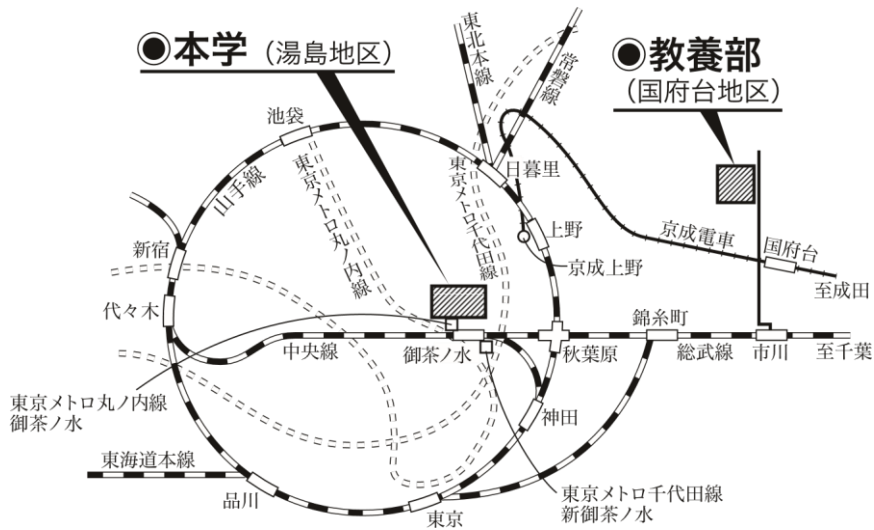 ◉本学（湯島地区）
◉教養部
（国府台地区）
東北本線
常磐線
池袋
山手線
東京メトロ丸ノ内線
東京メトロ千代田線
日暮里
上野
京成上野
京成電車
国府台
至成田
新宿
代々木
中央線
御茶ノ水
秋葉原
錦糸町
総武線
市川
至千葉
東京メトロ丸ノ内線
御茶ノ水
神田
東海道本線
品川
東京
東京メトロ千代田線
新御茶ノ水